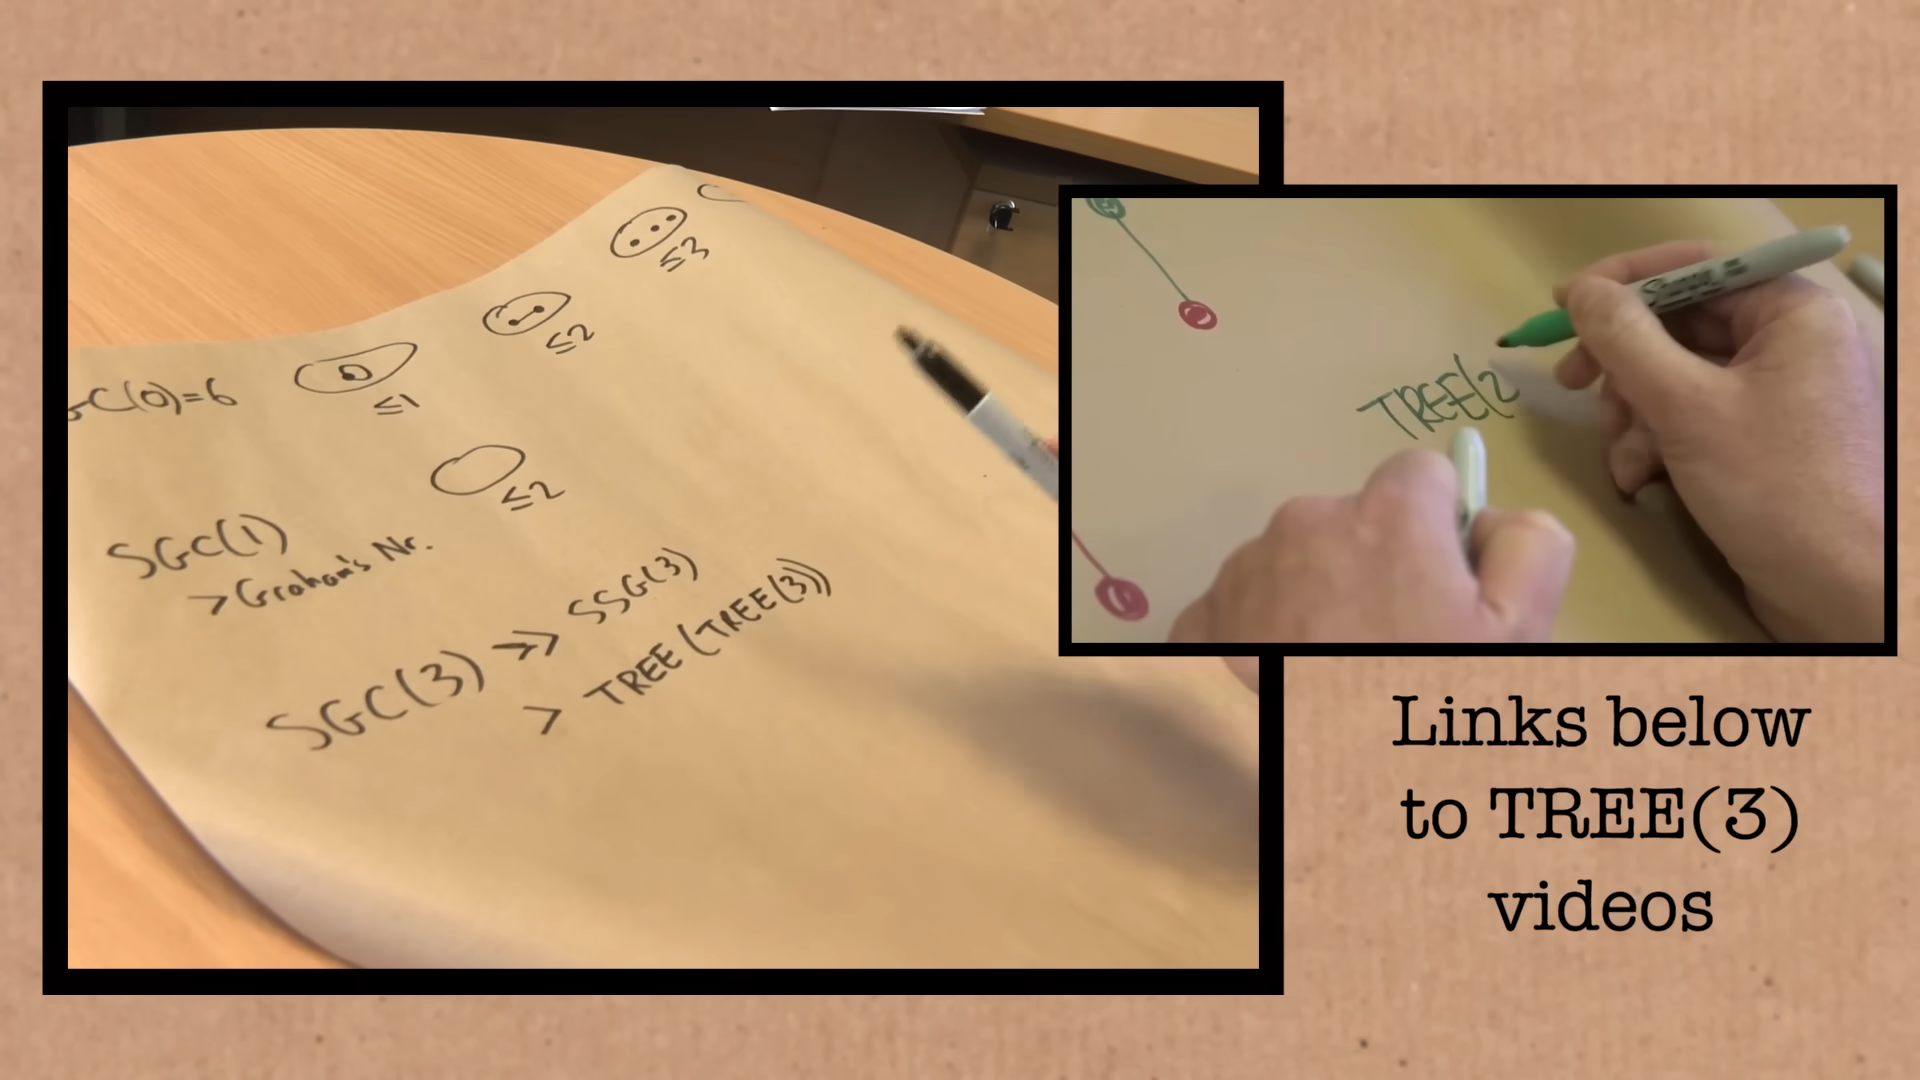 GC(0)=6
≤1
≤2
≤3
≤2
SGC(1)
>Graham's Nr.
SGC(3) >> SSG(3)
> TREE (TREE(3))
TREE(2
Links below
to TREE(3)
videos